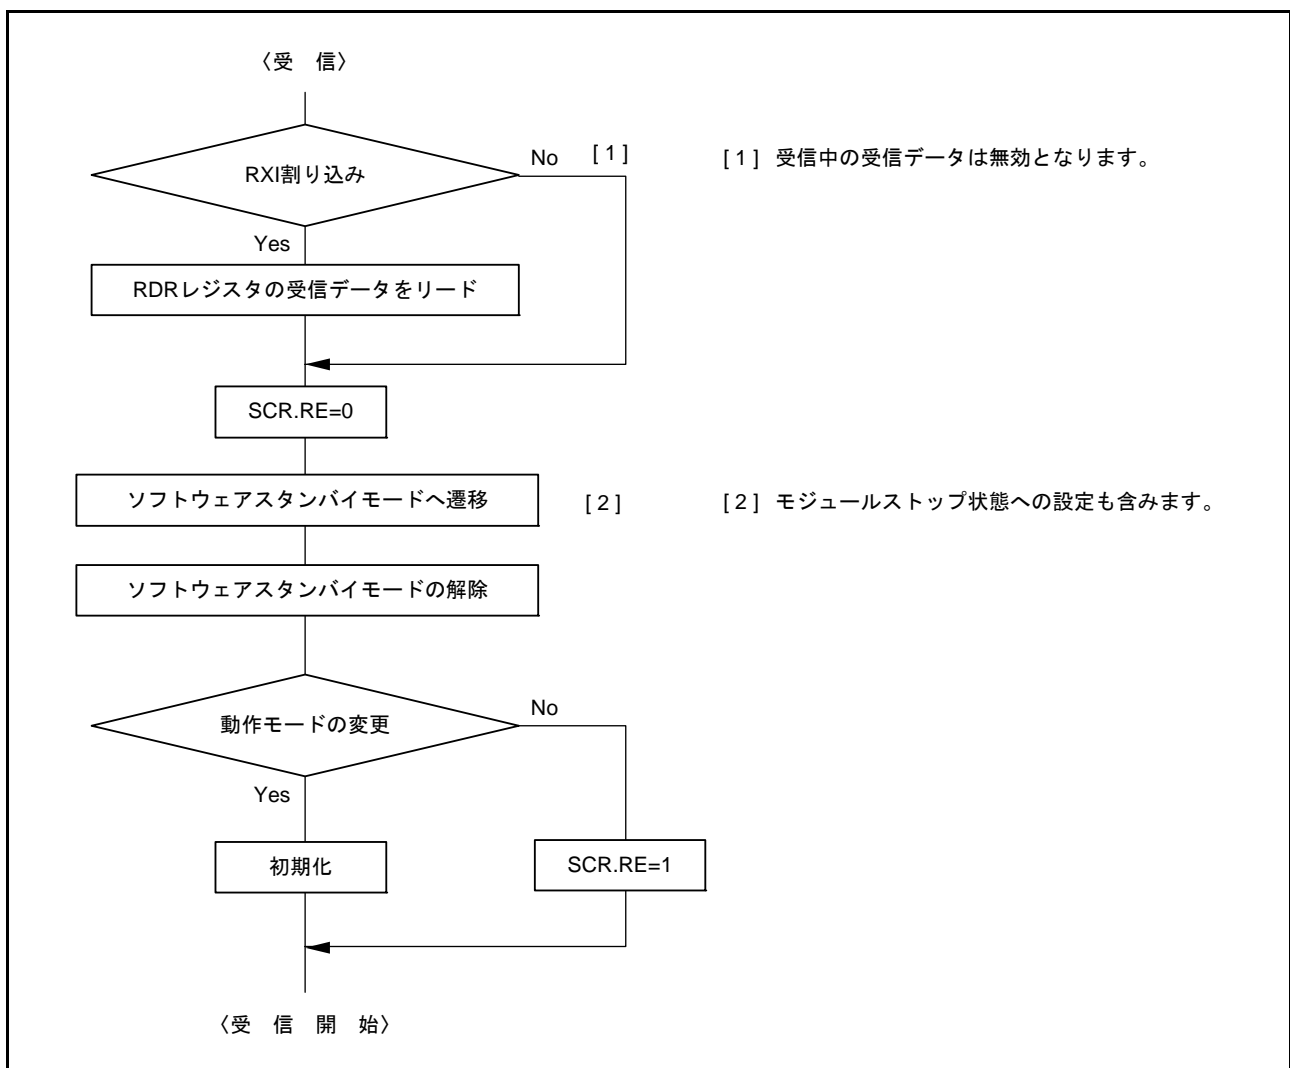 〈受　信〉
RXI割り込み
No
[ 1 ]
[ 1 ] 受信中の受信データは無効となります。
Yes
RDRレジスタの受信データをリード
SCR.RE=0
ソフトウェアスタンバイモードへ遷移
[ 2 ]
[ 2 ] モジュールストップ状態への設定も含みます。
ソフトウェアスタンバイモードの解除
動作モードの変更
No
Yes
初期化
SCR.RE=1
〈受　信　開　始〉